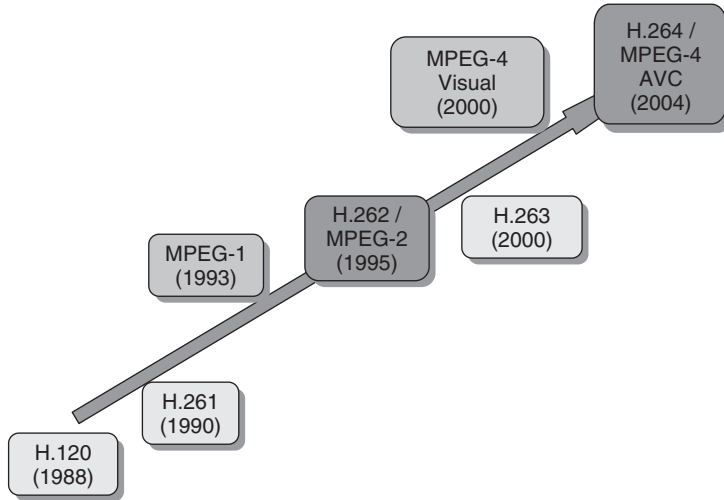 MPEG-4
Visual
(2000)
H.264 /
MPEG-4
AVC
(2004)
MPEG-1
(1993)
H.262 /
MPEG-2
(1995)
H.263
(2000)
H.261
(1990)
H.120
(1988)